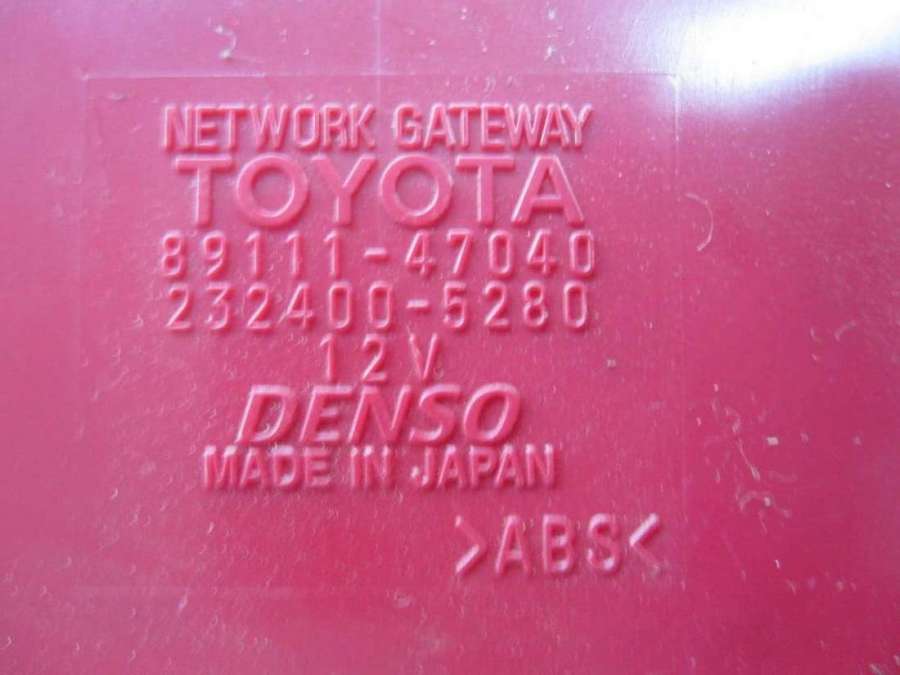 NETWORK GATEWAY
TOYOTA
89111-47040
232400-5280
12V
DENSO
MADE IN JAPAN
>ABS<